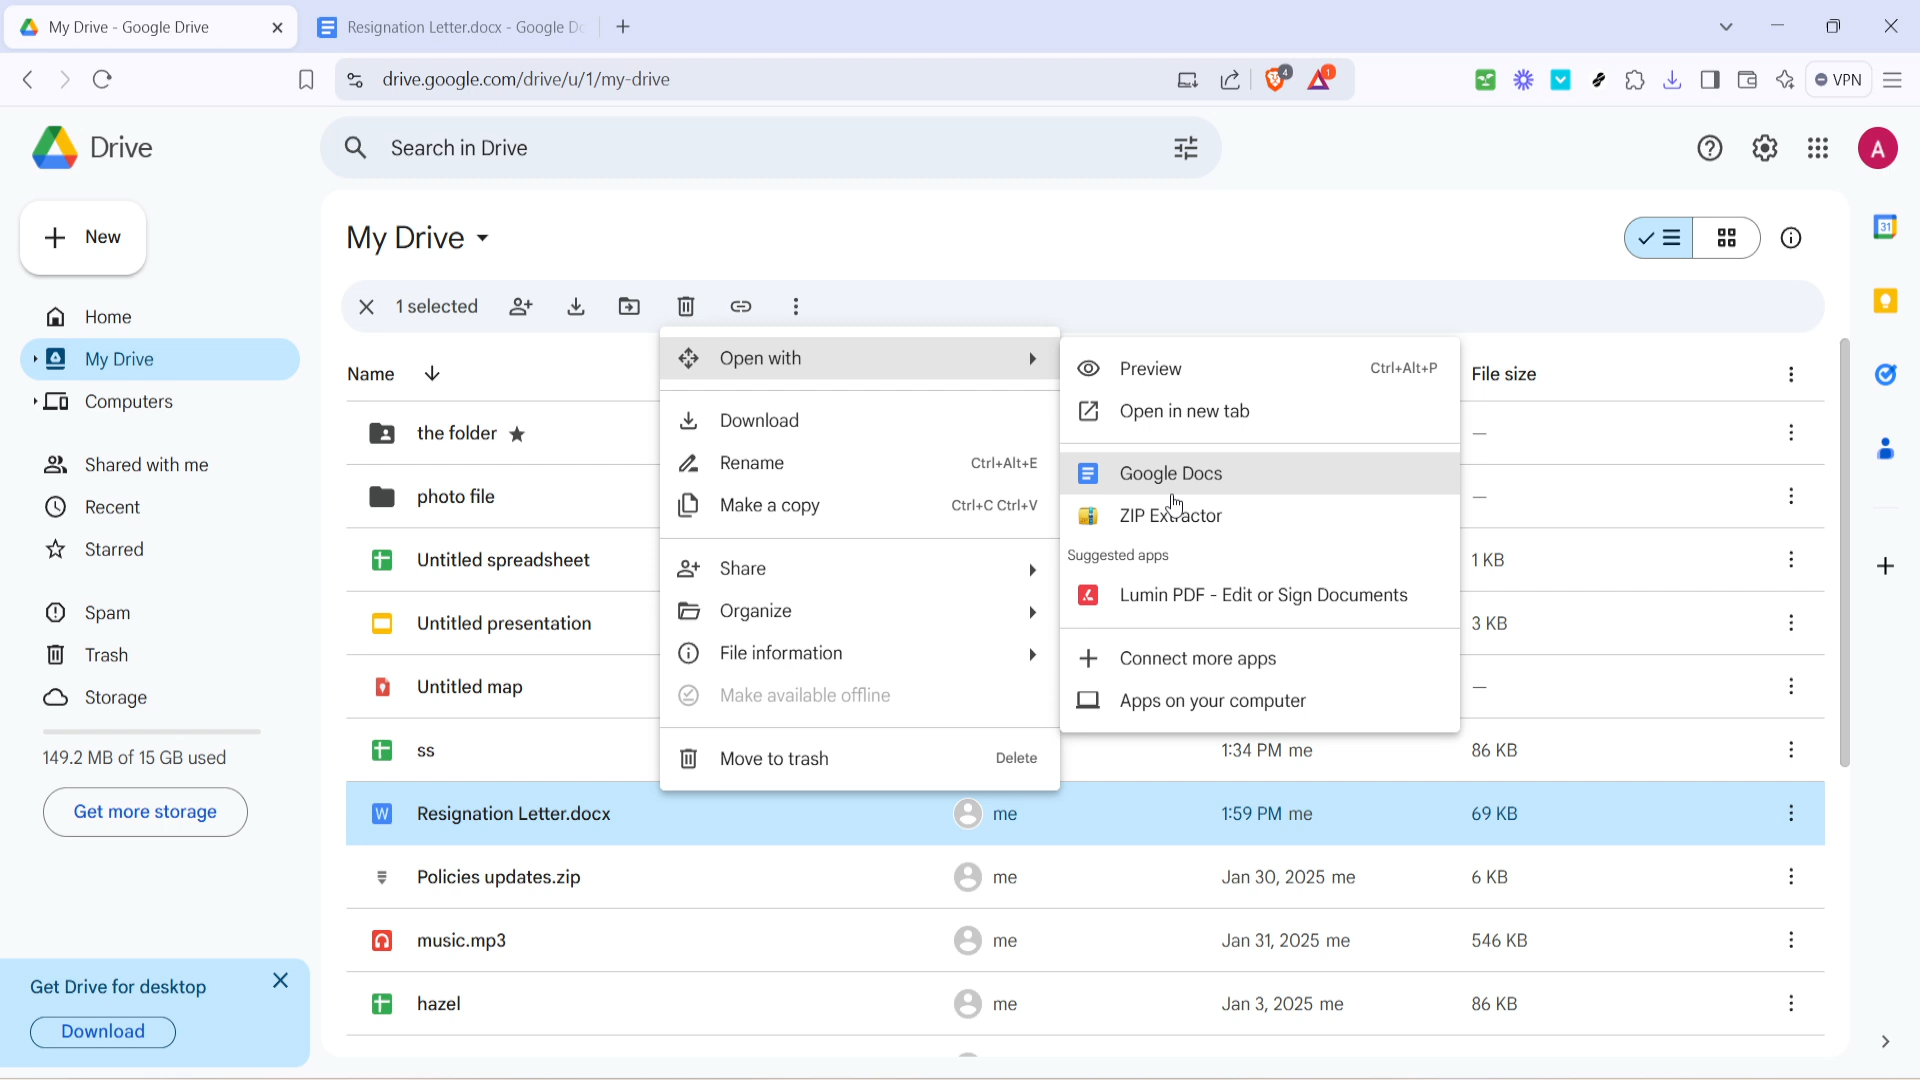 My Drive - Google Drive
Resignation Letter.docx - Google Do
drive.google.com/drive/u/1/my-drive
4
1
VPN
Drive
Search in Drive
A
New
My Drive
31
1 selected
Home
My Drive
Computers
Shared with me
Recent
Starred
Spam
Trash
Storage
149.2 MB of 15 GB used
Get more storage
Get Drive for desktop
Download
Name
File size
the folder
photo file
Untitled spreadsheet
1 KB
Untitled presentation
3 KB
Untitled map
ss
1:34 PM me
86 KB
W
Resignation Letter.docx
me
1:59 PM me
69 KB
Policies updates.zip
me
Jan 30, 2025 me
6 KB
music.mp3
me
Jan 31, 2025 me
546 KB
hazel
me
Jan 3, 2025 me
86 KB
Open with
Download
Rename Ctrl+Alt+E
Make a copy Ctrl+C Ctrl+V
Share
Organize
File information
Make available offline
Move to trash Delete
Preview Ctrl+Alt+P
Open in new tab
Google Docs
ZIP Extractor
Suggested apps
Lumin PDF - Edit or Sign Documents
Connect more apps
Apps on your computer